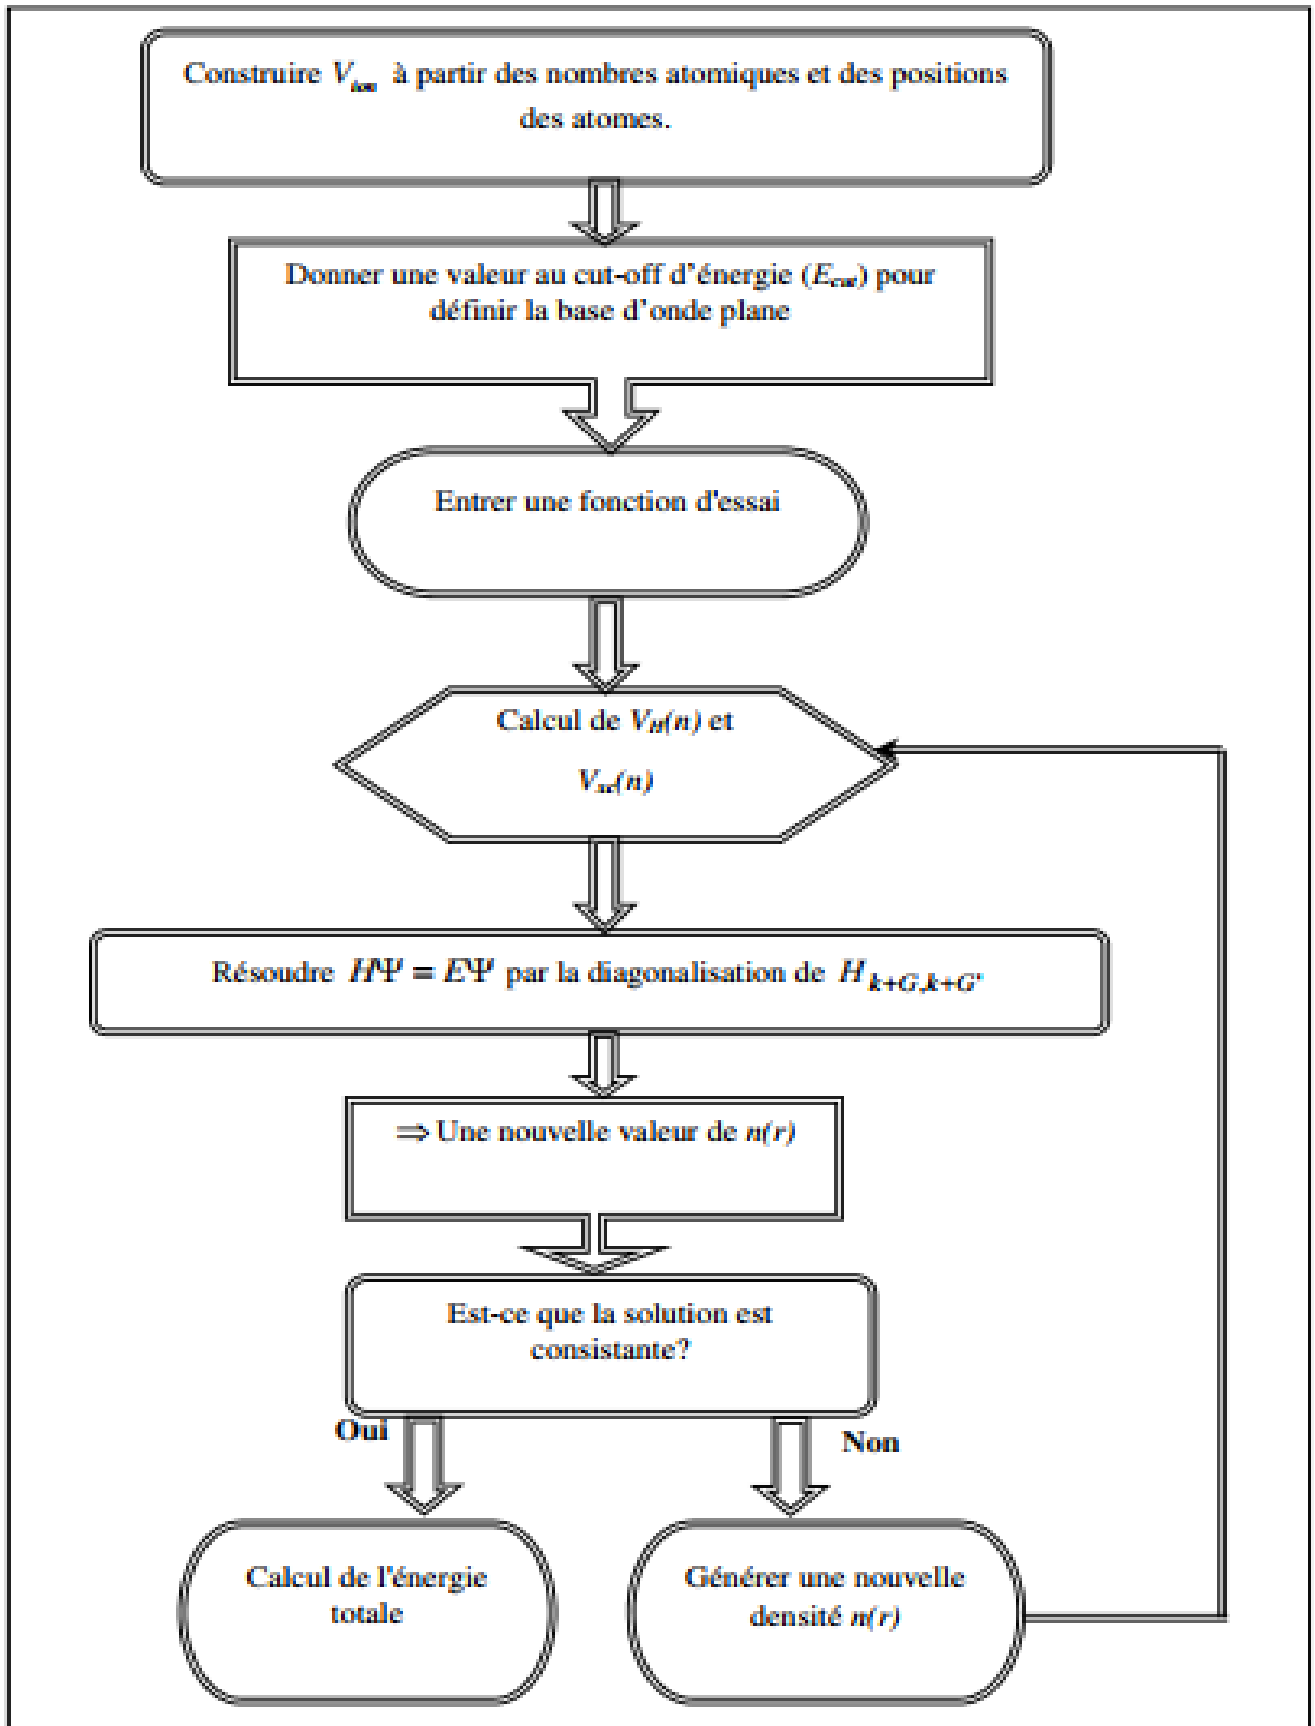 Construire V_ion à partir des nombres atomiques et des positions
des atomes.
Donner une valeur au cut-off d'énergie (E_cut) pour
définir la base d'onde plane
Entrer une fonction d'essai
Calcul de V_H(n) et
V_xc(n)
Résoudre HΨ = EΨ par la diagonalisation de H_k+G,k+G'
⇒ Une nouvelle valeur de n(r)
Est-ce que la solution est
consistante?
Oui
Non
Calcul de l'énergie
totale
Générer une nouvelle
densité n(r)